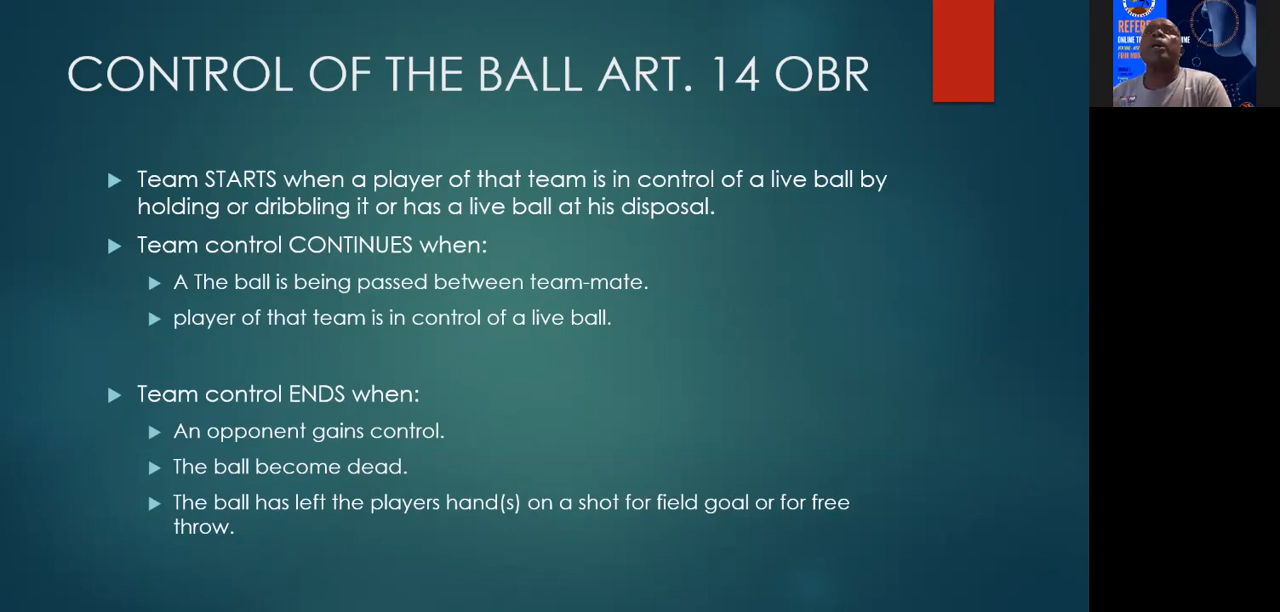 CONTROL OF THE BALL ART. 14 OBR
Team STARTS when a player of that team is in control of a live ball by
holding or dribbling it or has a live ball at his disposal.
Team control CONTINUES when:
A The ball is being passed between team-mate.
player of that team is in control of a live ball.
Team control ENDS when:
An opponent gains control.
The ball become dead.
The ball has left the players hand(s) on a shot for field goal or for free
throw.